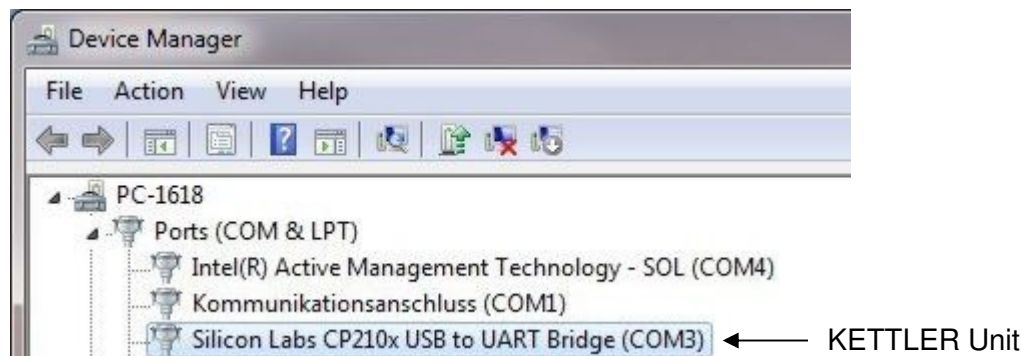 Device Manager
File Action View Help
PC-1618
Ports (COM & LPT)
Intel(R) Active Management Technology - SOL (COM4)
Kommunikationsanschluss (COM1)
Silicon Labs CP210x USB to UART Bridge (COM3) KETTLER Unit